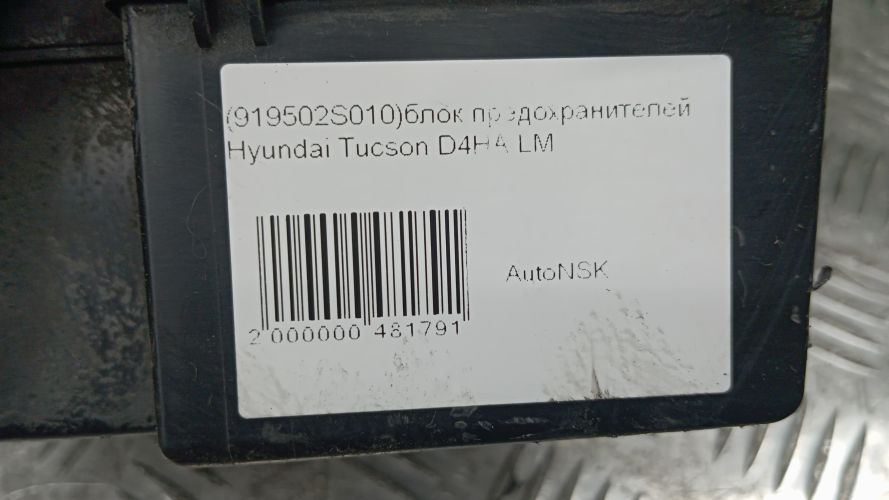 (919502S010)блок предохранителей
Hyundai Tucson D4HA LM
AutoNSK
2 000000 481791